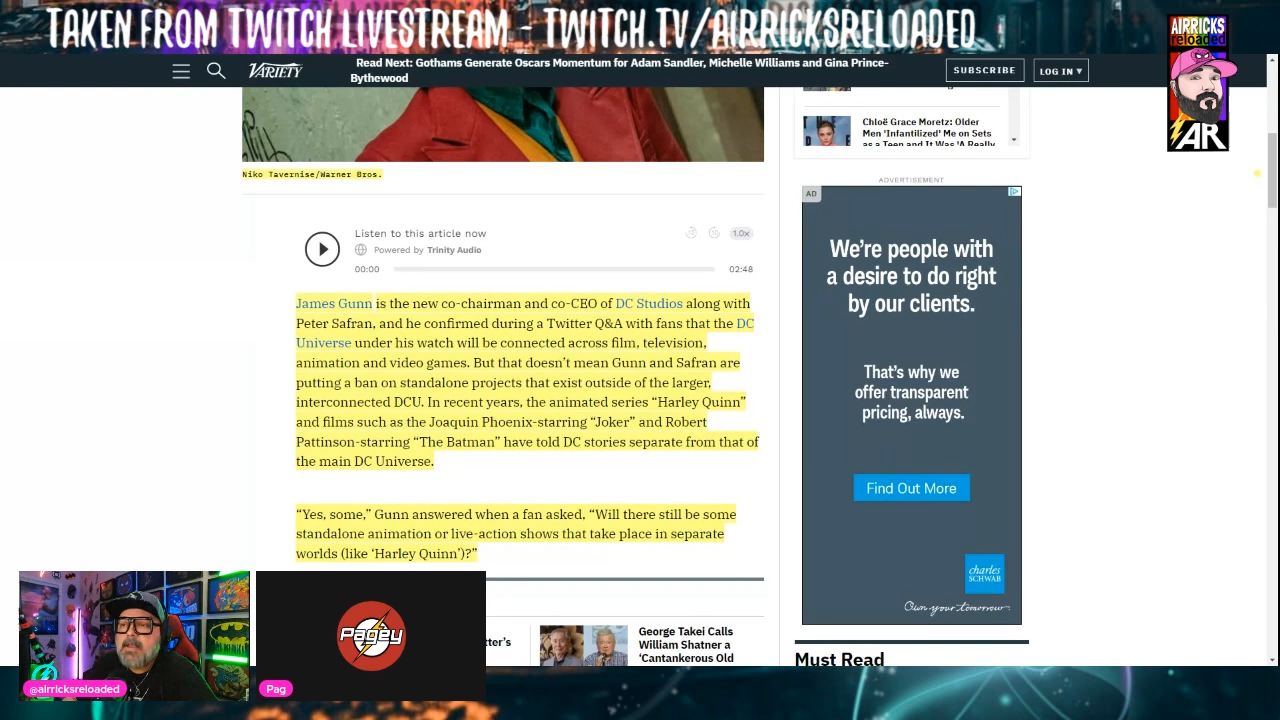 TAKEN FROM TWITCH LIVESTREAM - TWITCH.TV/AIRRICKSRELOADED
AIRRICKS
reloaded
AR
VARIETY
Read Next: Gothams Generate Oscars Momentum for Adam Sandler, Michelle Williams and Gina Prince-
Bythewood
SUBSCRIBE
LOG IN ▾
Niko Tavernise/Warner Bros.
Listen to this article now
Powered by Trinity Audio
1.0x
00:00
02:48
James Gunn is the new co-chairman and co-CEO of DC Studios along with
Peter Safran, and he confirmed during a Twitter Q&A with fans that the DC
Universe under his watch will be connected across film, television,
animation and video games. But that doesn’t mean Gunn and Safran are
putting a ban on standalone projects that exist outside of the larger,
interconnected DCU. In recent years, the animated series “Harley Quinn”
and films such as the Joaquin Phoenix-starring “Joker” and Robert
Pattinson-starring “The Batman” have told DC stories separate from that of
the main DC Universe.
“Yes, some,” Gunn answered when a fan asked, “Will there still be some
standalone animation or live-action shows that take place in separate
worlds (like ‘Harley Quinn’)?”
Chloë Grace Moretz: Older
Men 'Infantilized' Me on Sets
as a Teen and It Was 'A Really
ADVERTISEMENT
AD
We’re people with
a desire to do right
by our clients.
That’s why we
offer transparent
pricing, always.
Find Out More
charles
SCHWAB
Own your tomorrow.
Must Read
tter's
George Takei Calls
William Shatner a
‘Cantankerous Old
Pagey
@airricksreloaded
Pag